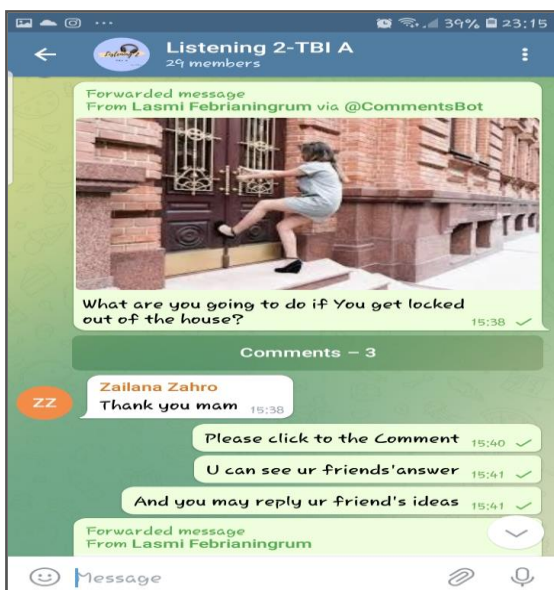 39% 23:15
Listening 2-TBI A
29 members
Forwarded message
From Lasmi Febrianingrum via @CommentsBot
What are you going to do if You get locked
out of the house?
15:38
Comments – 3
ZZ
Zailana Zahro
Thank you mam 15:38
Please click to the Comment 15:40
U can see ur friends'answer 15:41
And you may reply ur friend's ideas 15:41
Forwarded message
From Lasmi Febrianingrum
Message